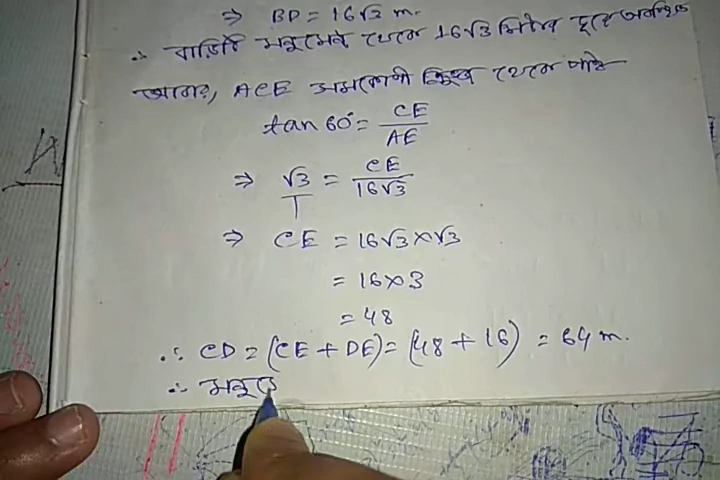 ⇒ BD = 16√3 m.
∴ বাড়িটি মনুমেন্ট থেকে 16√3 মিটার দূরে অবস্থিত
আবার, ACE সমকোণী ত্রিভুজ থেকে পাই
tan 60° = CE/AE
⇒ √3/1 = CE/16√3
⇒ CE = 16√3×√3
= 16×3
= 48
∴ CD = (CE + DE) = (48 + 16) = 64 m.
∴ মনুমে